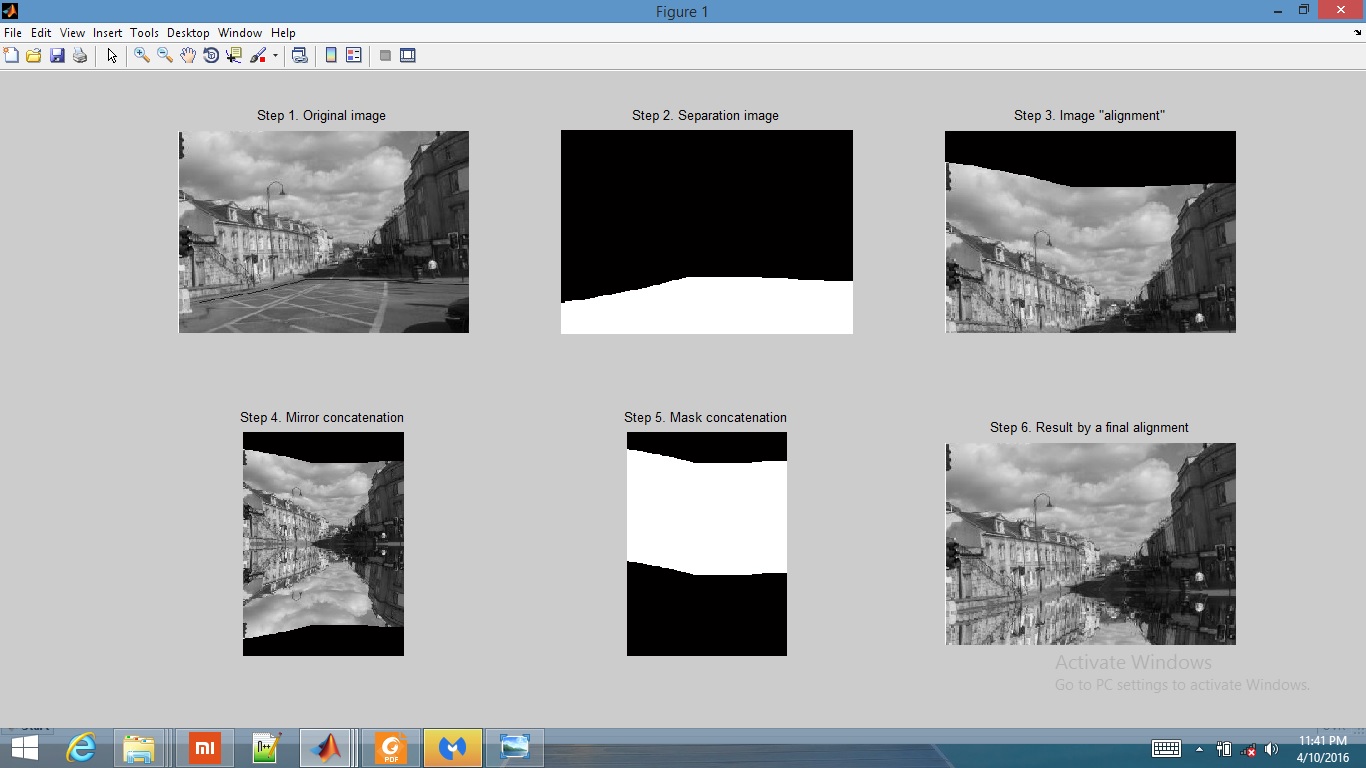 Figure 1
File Edit View Insert Tools Desktop Window Help
Step 1. Original image
Step 2. Separation image
Step 3. Image "alignment"
Step 4. Mirror concatenation
Step 5. Mask concatenation
Step 6. Result by a final alignment
Activate Windows
Go to PC settings to activate Windows.
Start
mi
PDF
11:41 PM
4/10/2016